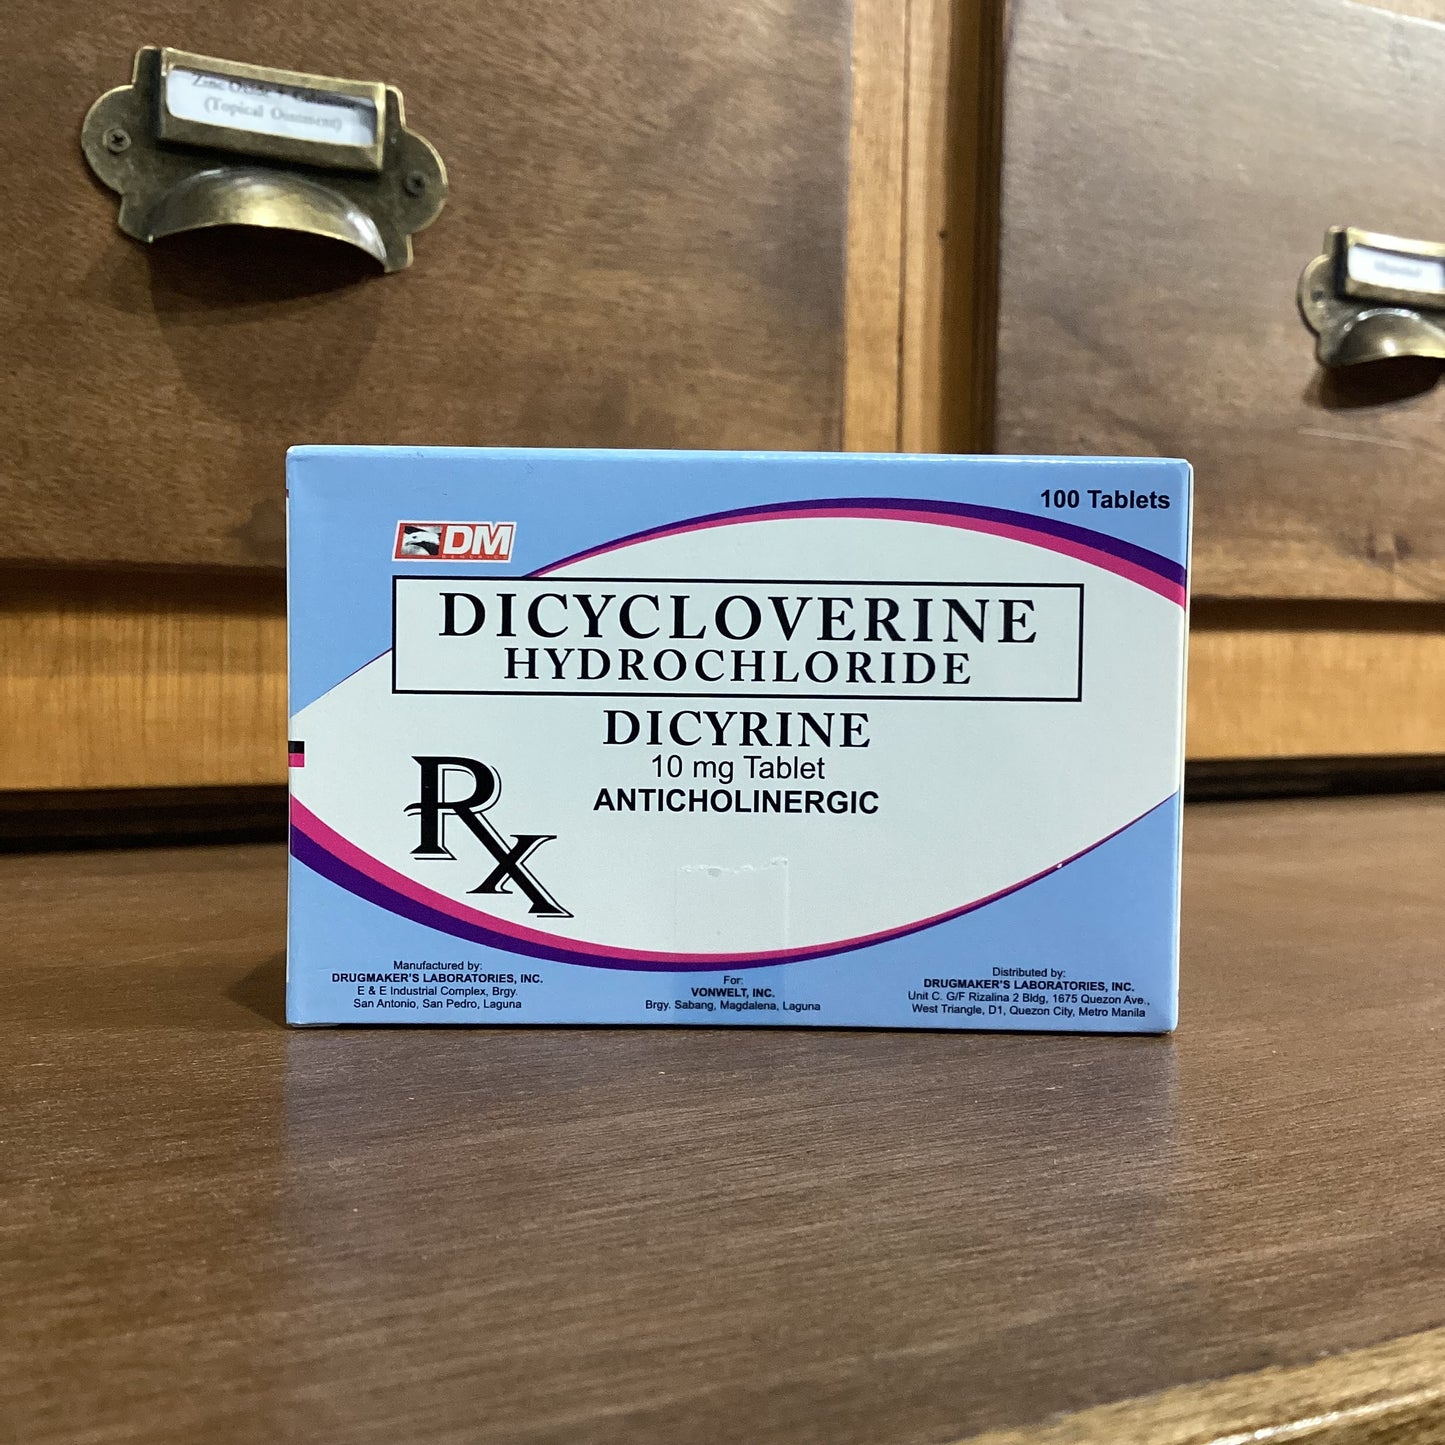 (Topical Ointment)
100 Tablets
DM
DICYCLOVERINE
HYDROCHLORIDE
DICYRINE
10 mg Tablet
ANTICHOLINERGIC
Rx
Manufactured by:
DRUGMAKER'S LABORATORIES, INC.
E & E Industrial Complex, Brgy.
San Antonio, San Pedro, Laguna
For:
VONWELT, INC.
Brgy. Sabang, Magdalena, Laguna
Distributed by:
DRUGMAKER'S LABORATORIES, INC.
Unit C. G/F Rizalina 2 Bldg, 1675 Quezon Ave.,
West Triangle, D1, Quezon City, Metro Manila